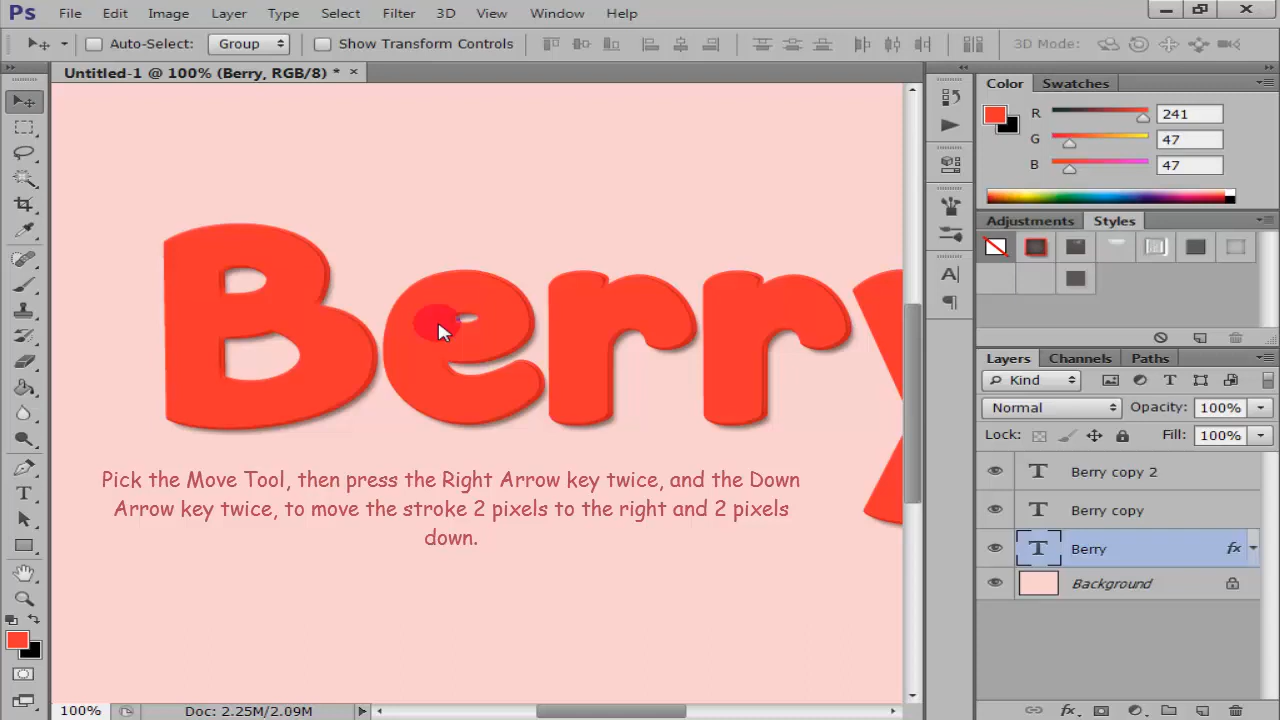 Ps File Edit Image Layer Type Select Filter 3D View Window Help
Auto-Select: Group Show Transform Controls 3D Mode:
Untitled-1 @ 100% (Berry, RGB/8) * ×
Color Swatches
R 241
G 47
B 47
Adjustments Styles
Berry
Layers Channels Paths
Kind
Normal Opacity: 100%
Lock: Fill: 100%
T Berry copy 2
T Berry copy
T Berry fx
Background
Pick the Move Tool, then press the Right Arrow key twice, and the Down
Arrow key twice, to move the stroke 2 pixels to the right and 2 pixels
down.
100% Doc: 2.25M/2.09M